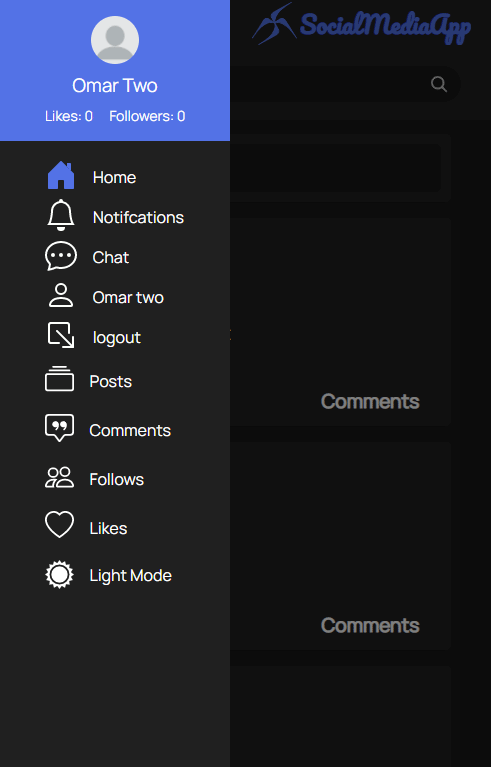 SocialMediaApp
Omar Two
Likes: 0 Followers: 0
Home
Notifcations
Chat
Omar two
logout
Posts
Comments
Comments
Follows
Likes
Light Mode
Comments